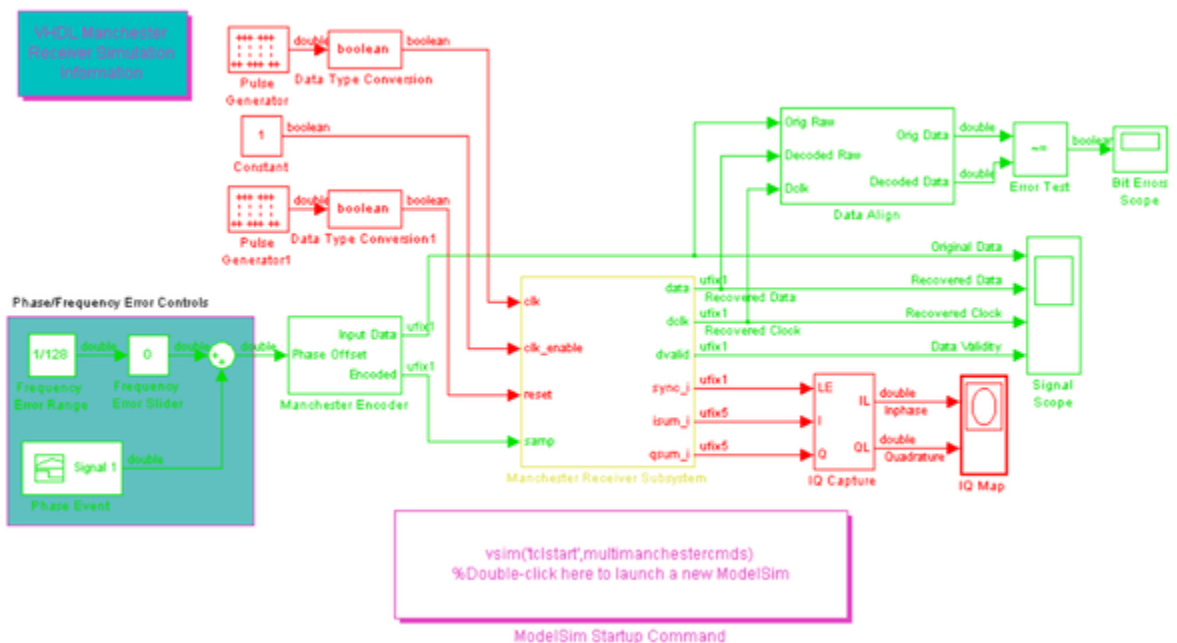 VHDL Manchester
Receiver Simulation
Information
double
boolean
boolean
Pulse
Generator
Data Type Conversion
1
boolean
Constant
double
boolean
boolean
Pulse
Generator1
Data Type Conversion1
Orig Raw
Decoded Raw
Dclk
Orig Data
Decoded Data
Data Align
double
double
~=
Error Test
boolean
Bit Errors
Scope
Original Data
Recovered Data
Recovered Clock
Data Validity
Signal
Scope
Phase/Frequency Error Controls
1/128
double
0
double
double
Frequency
Error Range
Frequency
Error Slider
Signal 1
double
Phase Event
Input Data
Phase Offset
Encoded
ufix1
ufix1
Manchester Encoder
clk
clk_enable
reset
samp
data
dclk
dvalid
sync_i
isum_i
qsum_i
ufix1
Recovered Data
ufix1
Recovered Clock
ufix1
ufix1
ufix5
ufix5
Manchester Receiver Subsystem
LE
I
Q
IL
QL
IQ Capture
double
Inphase
double
Quadrature
IQ Map
vsim('tclstart',multimanchestercmds)
%Double-click here to launch a new ModelSim
ModelSim Startup Command